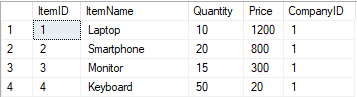 ItemID ItemName Quantity Price CompanyID
1 1 Laptop 10 1200 1
2 2 Smartphone 20 800 1
3 3 Monitor 15 300 1
4 4 Keyboard 50 20 1